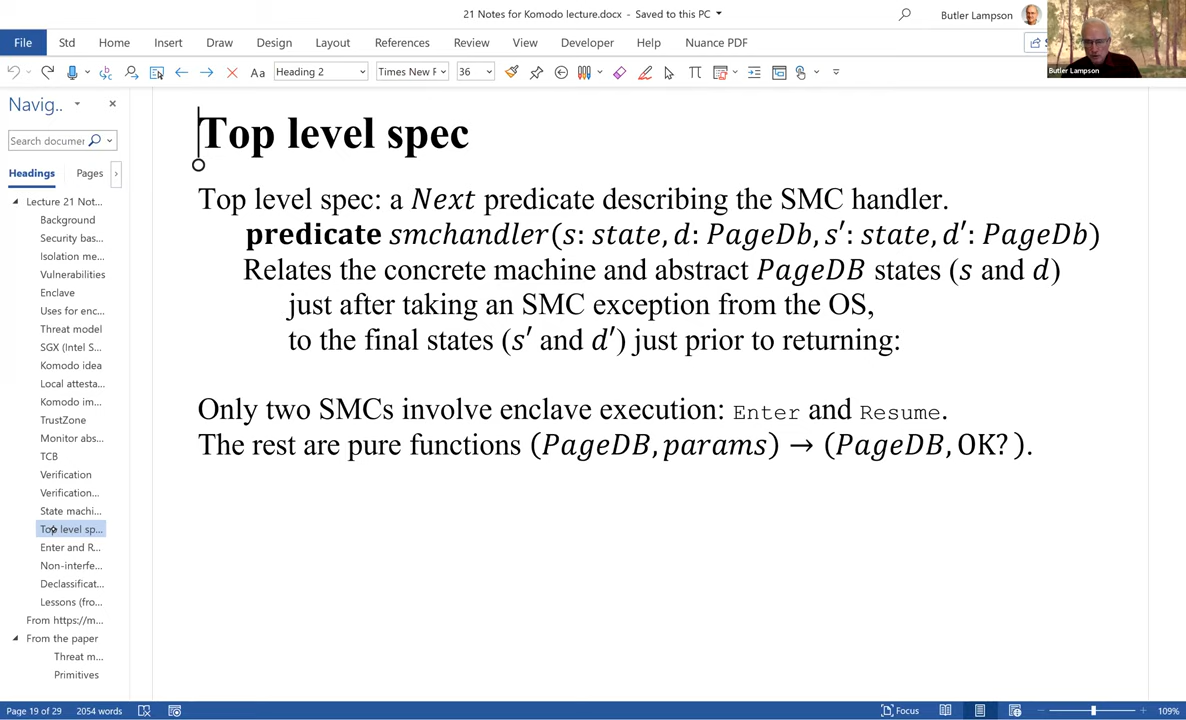 21 Notes for Komodo lecture.docx - Saved to this PC
Butler Lampson
File Std Home Insert Draw Design Layout References Review View Developer Help Nuance PDF
Aa Heading 2 Times New F 36
Butler Lampson
Navig..
Search documer
Headings Pages
Lecture 21 Not...
Background
Security bas...
Isolation me...
Vulnerabilities
Enclave
Uses for enc...
Threat model
SGX (Intel S...
Komodo idea
Local attesta...
Komodo im...
TrustZone
Monitor abs...
TCB
Verification
Verification...
State machi...
Top level sp...
Enter and R...
Non-interfe...
Declassificat...
Lessons (fro...
From https://m...
From the paper
Threat m...
Primitives
Top level spec
Top level spec: a Next predicate describing the SMC handler.
predicate smchandler(s: state, d: PageDb, s′: state, d′: PageDb)
Relates the concrete machine and abstract PageDB states (s and d)
just after taking an SMC exception from the OS,
to the final states (s′ and d′) just prior to returning:
Only two SMCs involve enclave execution: Enter and Resume.
The rest are pure functions (PageDB, params) → (PageDB, OK? ).
Page 19 of 29 2054 words
Focus
109%